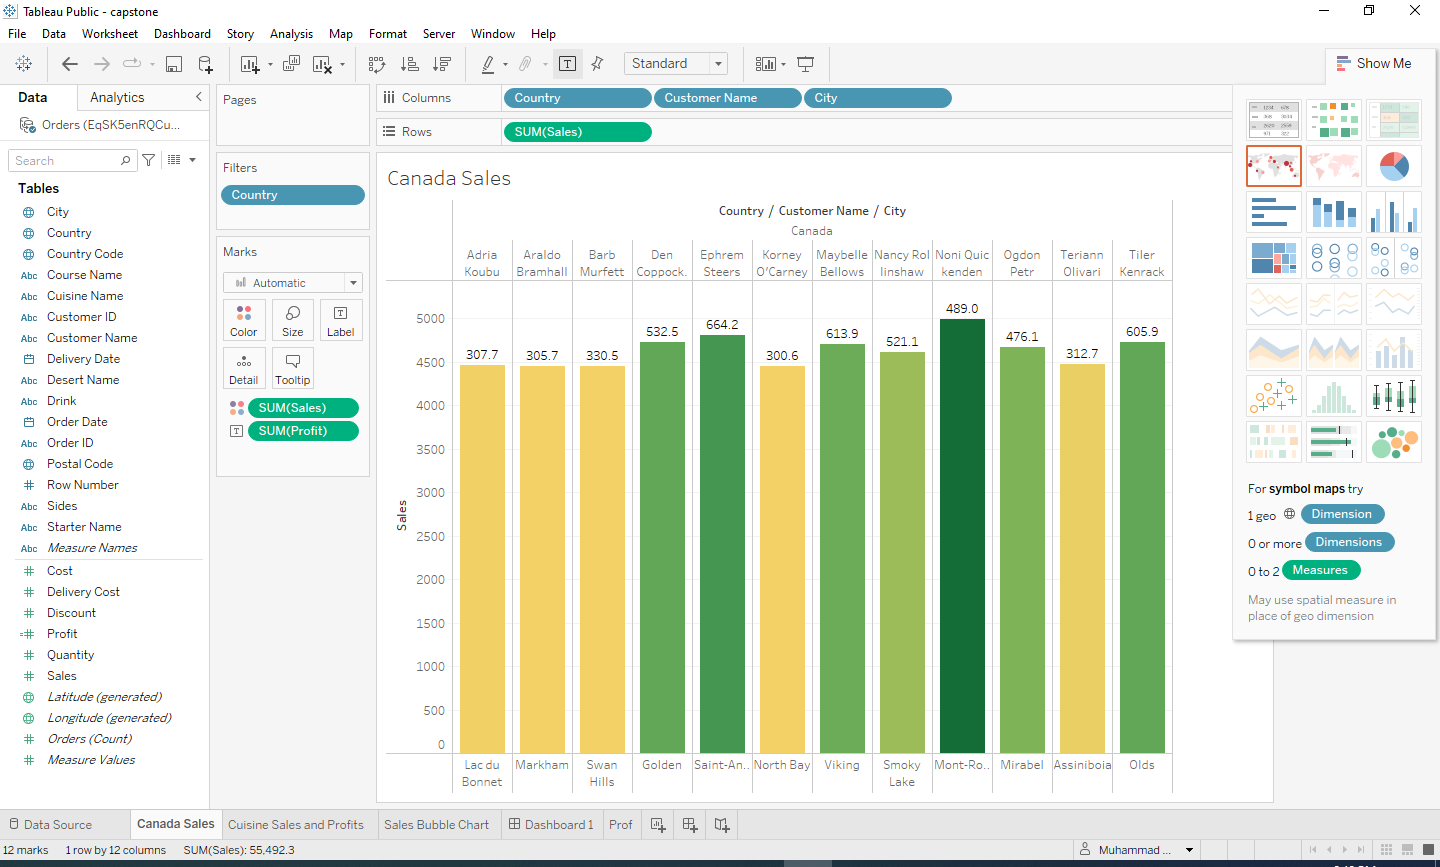 Tableau Public - capstone
File Data Worksheet Dashboard Story Analysis Map Format Server Window Help
Standard
Show Me
Data Analytics
Orders (EqSK5enRQCu...
Search
Tables
City
Country
Country Code
Abc Course Name
Abc Cuisine Name
Abc Customer ID
Abc Customer Name
Delivery Date
Abc Desert Name
Abc Drink
Order Date
Abc Order ID
Postal Code
Row Number
Abc Sides
Abc Starter Name
Abc Measure Names
Cost
Delivery Cost
Discount
Profit
Quantity
Sales
Latitude (generated)
Longitude (generated)
Orders (Count)
Measure Values
Pages
Filters
Country
Marks
Automatic
Color Size Label
Detail Tooltip
SUM(Sales)
SUM(Profit)
Columns Country Customer Name City
Rows SUM(Sales)
Canada Sales
Country / Customer Name / City
Canada
Adria Araldo Barb Den Ephrem Korney Maybelle Nancy Rol Noni Quic Ogdon Teriann Tiler
Koubu Bramhall Murfett Coppock. Steers O'Carney Bellows linshaw kenden Petr Olivari Kenrack
5000
4500
4000
3500
3000
2500
2000
1500
1000
500
0
Sales
307.7 305.7 330.5 532.5 664.2 300.6 613.9 521.1 489.0 476.1 312.7 605.9
Lac du Markham Swan Golden Saint-An.. North Bay Viking Smoky Mont-Ro.. Mirabel Assiniboia Olds
Bonnet Hills Lake
For symbol maps try
1 geo Dimension
0 or more Dimensions
0 to 2 Measures
May use spatial measure in
place of geo dimension
Data Source Canada Sales Cuisine Sales and Profits Sales Bubble Chart Dashboard 1 Prof
12 marks 1 row by 12 columns SUM(Sales): 55,492.3 Muhammad ...